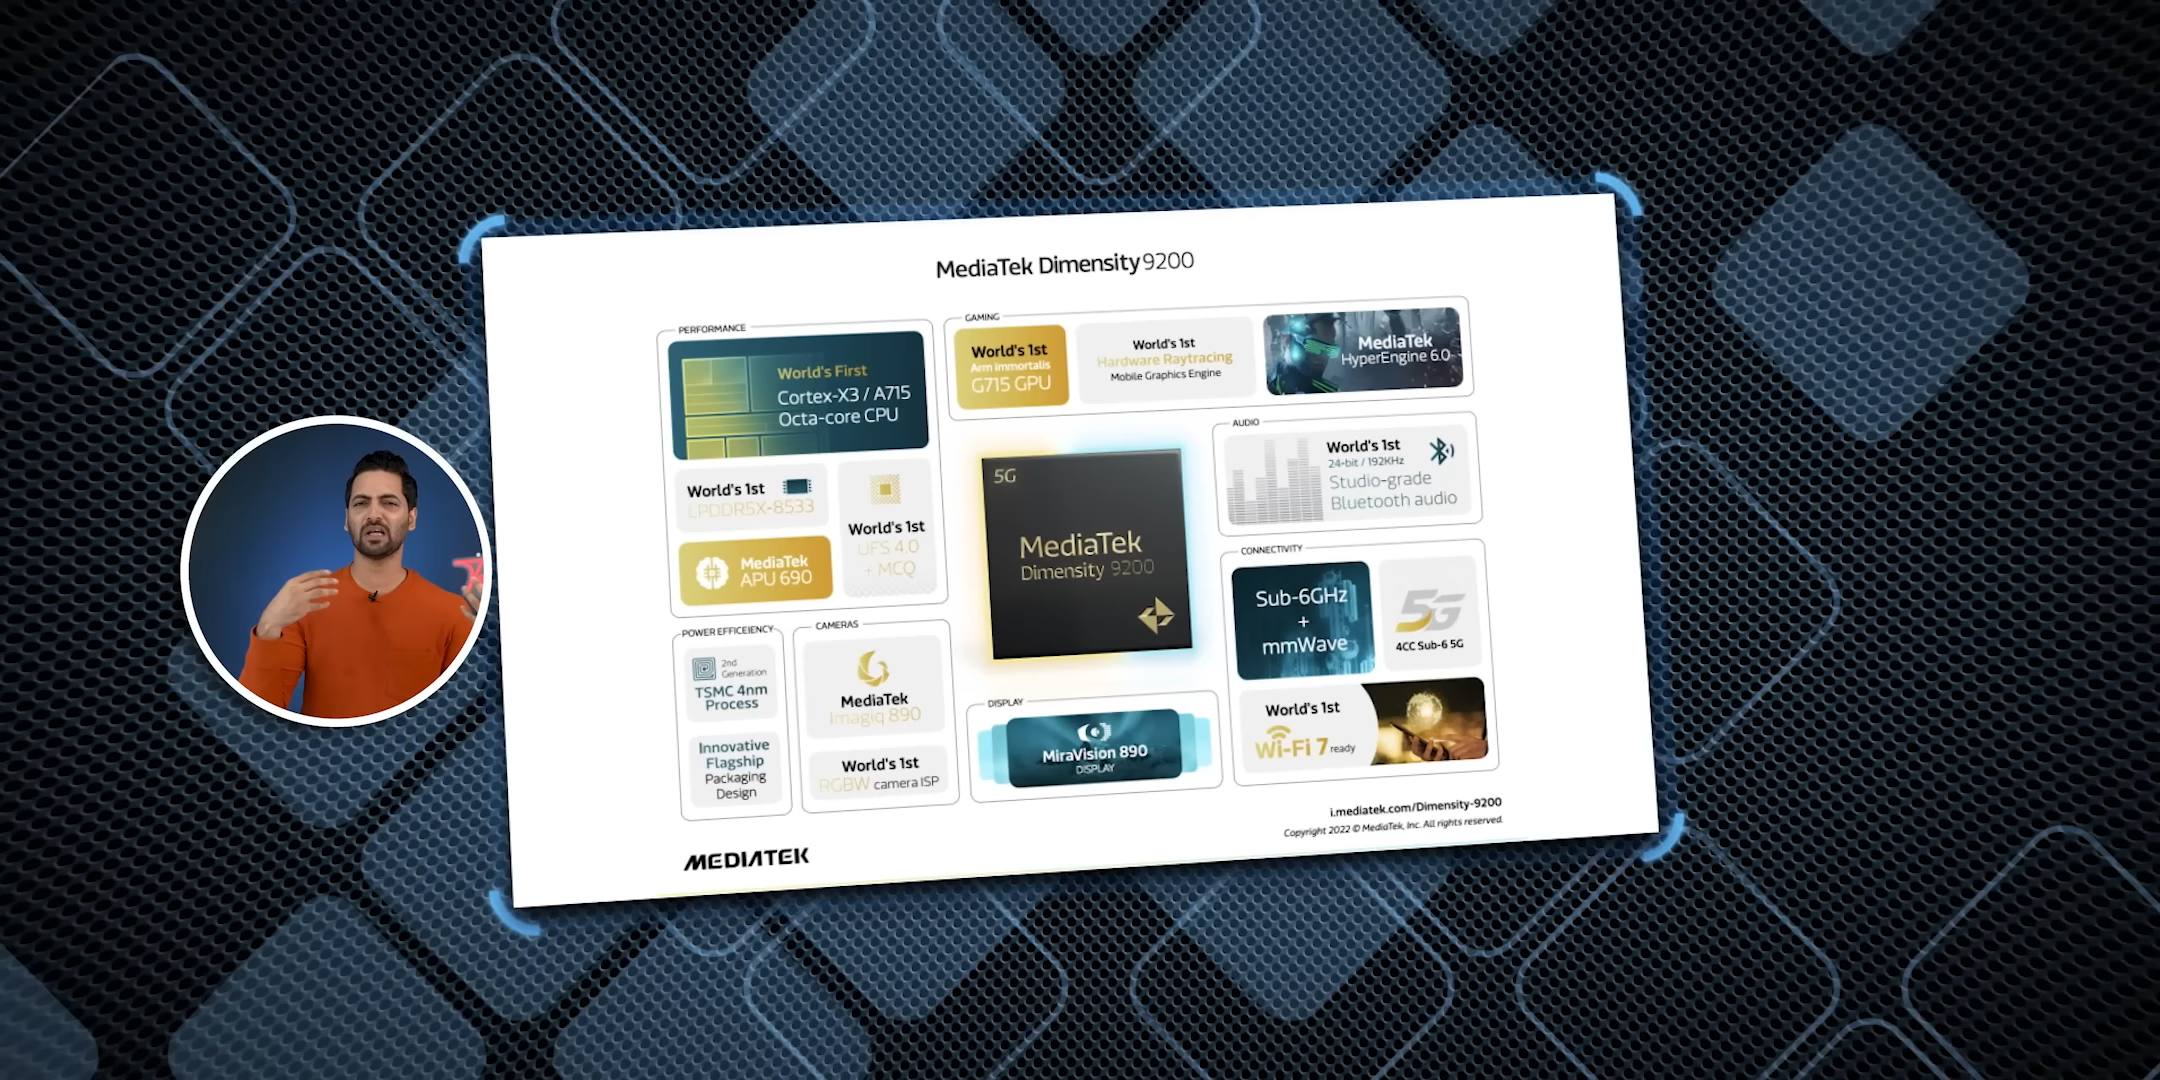 MediaTek Dimensity 9200
PERFORMANCE
World's First
Cortex-X3 / A715
Octa-core CPU
World's 1st
LPDDR5X-8533
World's 1st
UFS 4.0
+ MCQ
MediaTek
APU 690
GAMING
World's 1st
Arm Immortalis
G715 GPU
World's 1st
Hardware Raytracing
Mobile Graphics Engine
MediaTek
HyperEngine 6.0
5G
MediaTek
Dimensity 9200
AUDIO
World's 1st
24-bit / 192KHz
Studio-grade
Bluetooth audio
CONNECTIVITY
Sub-6GHz
+
mmWave
5G
4CC Sub-6 5G
World's 1st
Wi-Fi 7 ready
POWER EFFICEIENCY
2nd
Generation
TSMC 4nm
Process
Innovative
Flagship
Packaging
Design
CAMERAS
MediaTek
Imagiq 890
World's 1st
RGBW camera ISP
DISPLAY
MiraVision 890
DISPLAY
i.mediatek.com/Dimensity-9200
Copyright 2022 © MediaTek, Inc. All rights reserved.
MEDIATEK